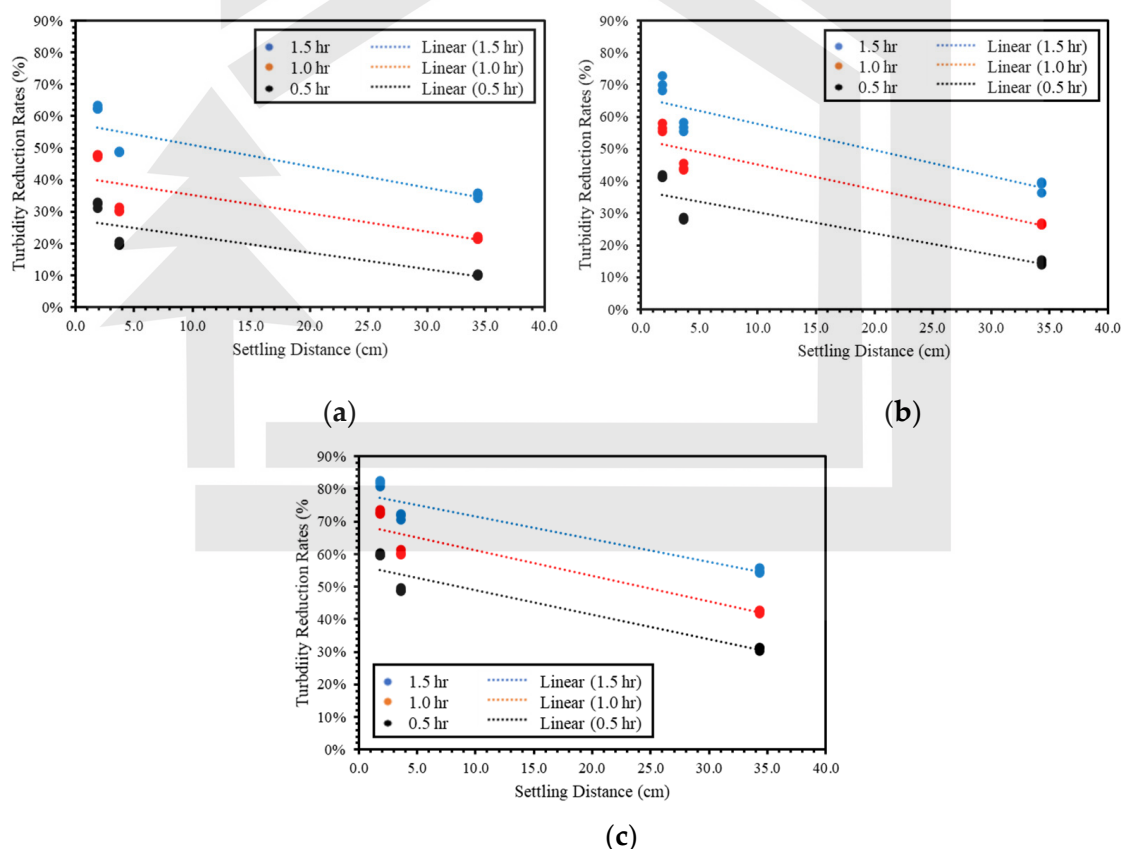 90%
80%
70%
60%
50%
40%
30%
20%
10%
0%
Turbidity Reduction Rates (%)
1.5 hr Linear (1.5 hr)
1.0 hr Linear (1.0 hr)
0.5 hr Linear (0.5 hr)
0.0 5.0 10.0 15.0 20.0 25.0 30.0 35.0 40.0
Settling Distance (cm)
(a)
90%
80%
70%
60%
50%
40%
30%
20%
10%
0%
Turbidity Reduction Rates (%)
1.5 hr Linear (1.5 hr)
1.0 hr Linear (1.0 hr)
0.5 hr Linear (0.5 hr)
0.0 5.0 10.0 15.0 20.0 25.0 30.0 35.0 40.0
Settling Distance (cm)
(b)
90%
80%
70%
60%
50%
40%
30%
20%
10%
0%
Turbdiity Reduction Rates (%
1.5 hr Linear (1.5 hr)
1.0 hr Linear (1.0 hr)
0.5 hr Linear (0.5 hr)
0.0 5.0 10.0 15.0 20.0 25.0 30.0 35.0 40.0
Settling Distance (cm)
(c)